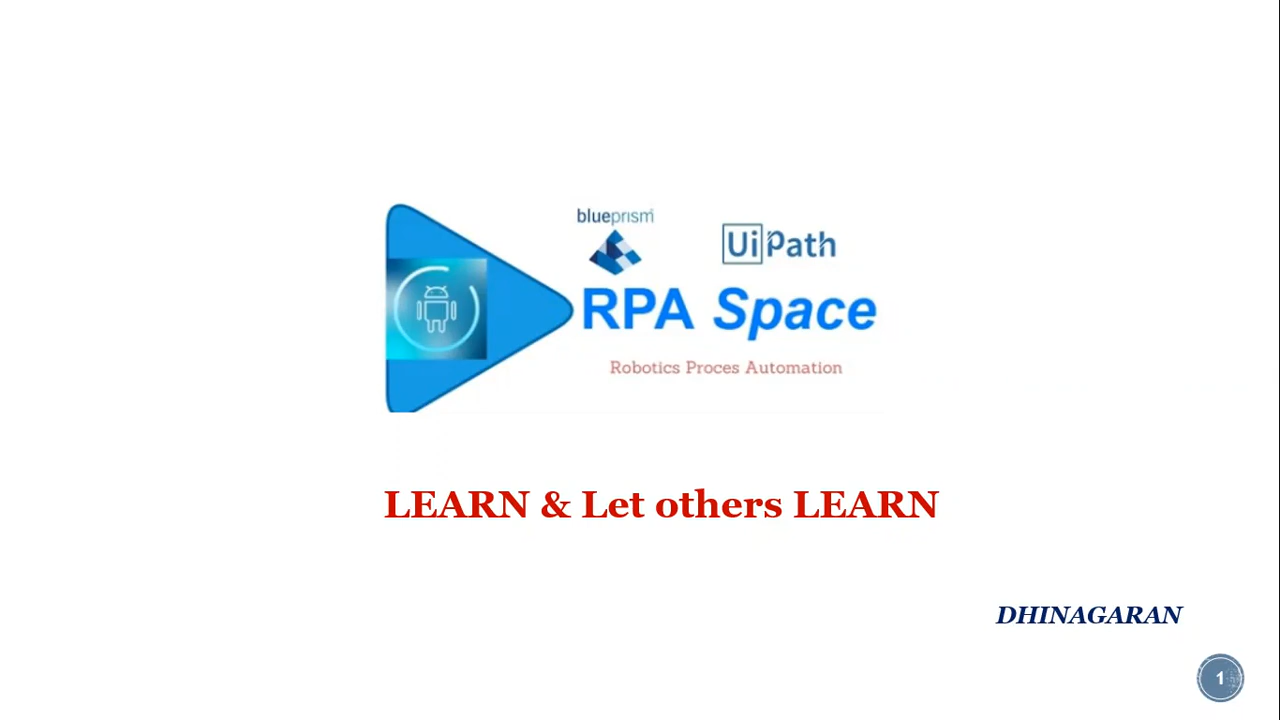 blueprism
UiPath
RPA Space
Robotics Proces Automation
LEARN & Let others LEARN
DHINAGARAN
1